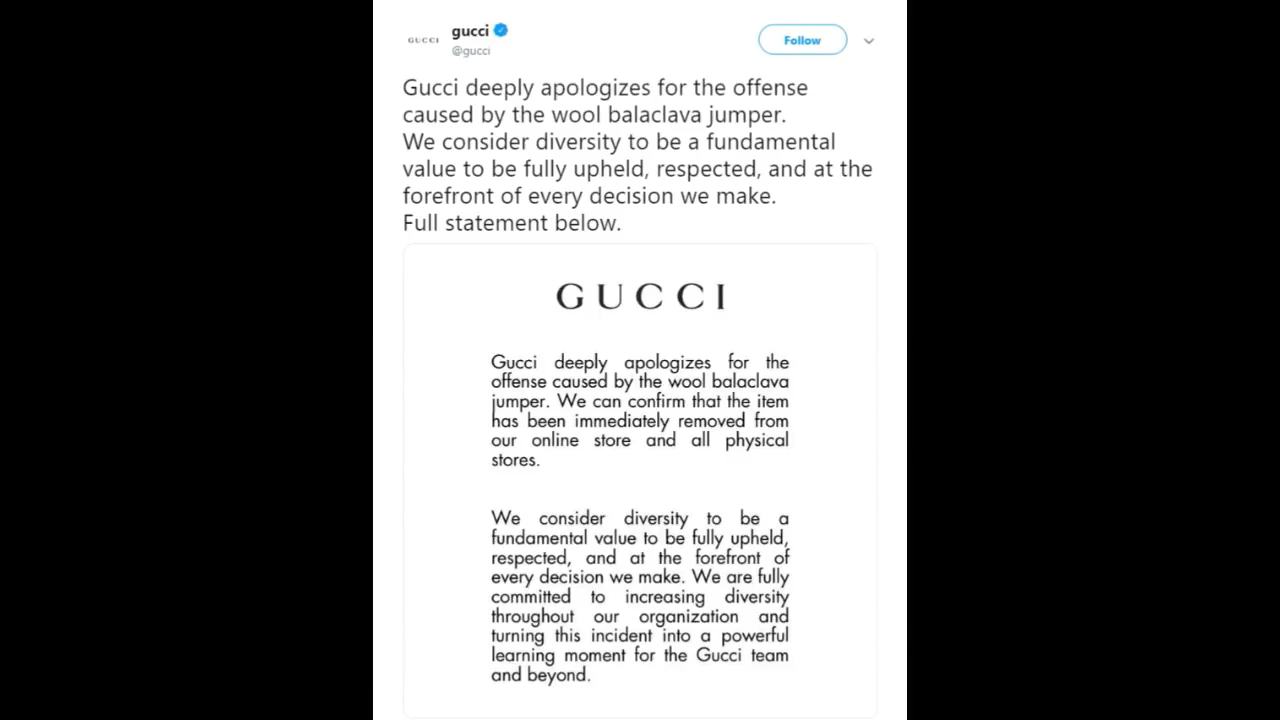 GUCCI
gucci
@gucci
Follow
Gucci deeply apologizes for the offense
caused by the wool balaclava jumper.
We consider diversity to be a fundamental
value to be fully upheld, respected, and at the
forefront of every decision we make.
Full statement below.
GUCCI
Gucci deeply apologizes for the
offense caused by the wool balaclava
jumper. We can confirm that the item
has been immediately removed from
our online store and all physical
stores.
We consider diversity to be a
fundamental value to be fully upheld,
respected, and at the forefront of
every decision we make. We are fully
committed to increasing diversity
throughout our organization and
turning this incident into a powerful
learning moment for the Gucci team
and beyond.